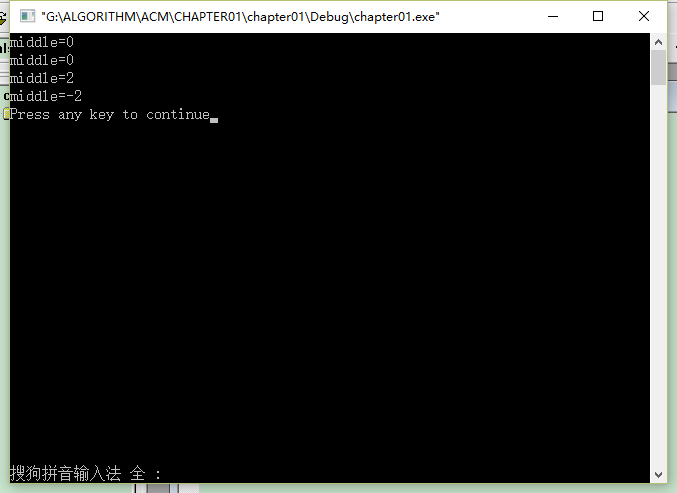 "G:\ALGORITHM\ACM\CHAPTER01\chapter01\Debug\chapter01.exe"
middle=0
middle=0
middle=2
middle=-2
Press any key to continue
搜狗拼音输入法 全 :